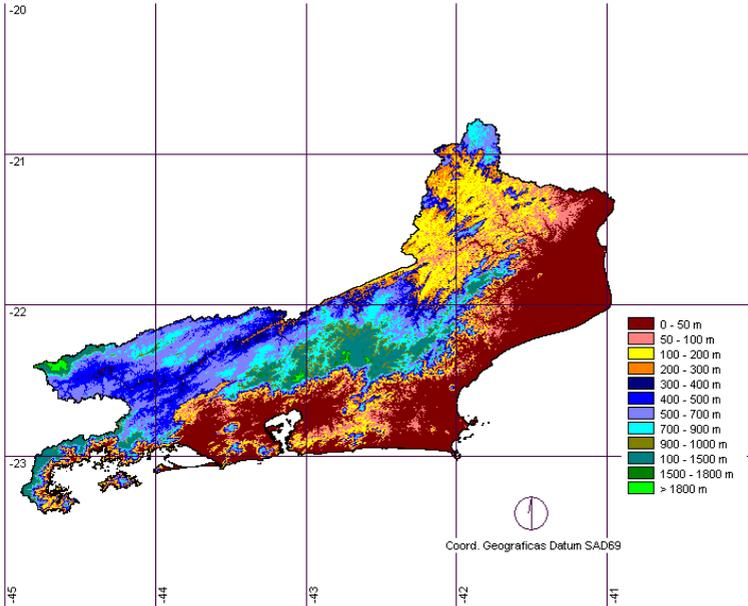 -20
-21
-22
-23
0 - 50 m
50 - 100 m
100 - 200 m
200 - 300 m
300 - 400 m
400 - 500 m
500 - 700 m
700 - 900 m
900 - 1000 m
100 - 1500 m
1500 - 1800 m
> 1800 m
Coord. Geograficas Datum SAD69
-45
-44
-43
-42
-41